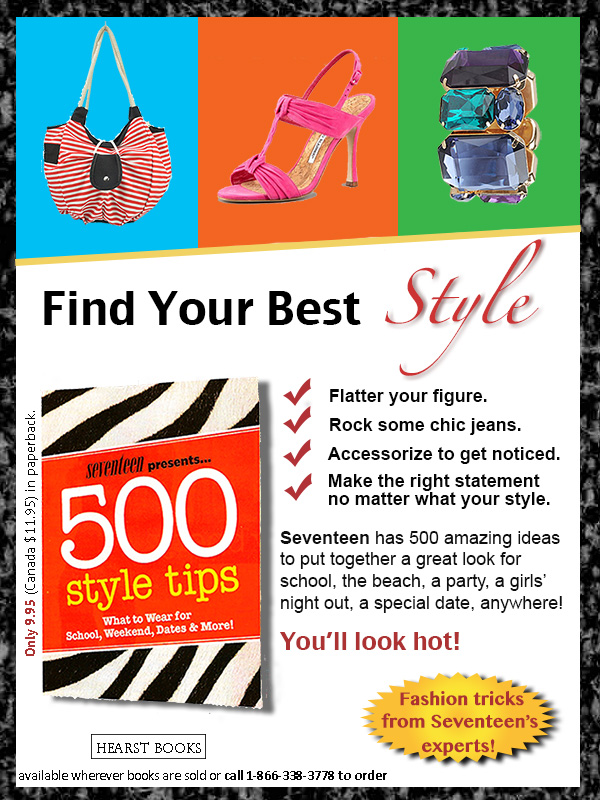 Find Your Best Style
Flatter your figure.
Rock some chic jeans.
Accessorize to get noticed.
Make the right statement
no matter what your style.
Only 9.95 (Canada $11.95) in paperback.
seventeen presents...
500
style tips
What to Wear for
School, Weekend, Dates & More!
Seventeen has 500 amazing ideas
to put together a great look for
school, the beach, a party, a girls'
night out, a special date, anywhere!
You'll look hot!
Fashion tricks
from Seventeen's
experts!
HEARST BOOKS
available wherever books are sold or call 1-866-338-3778 to order